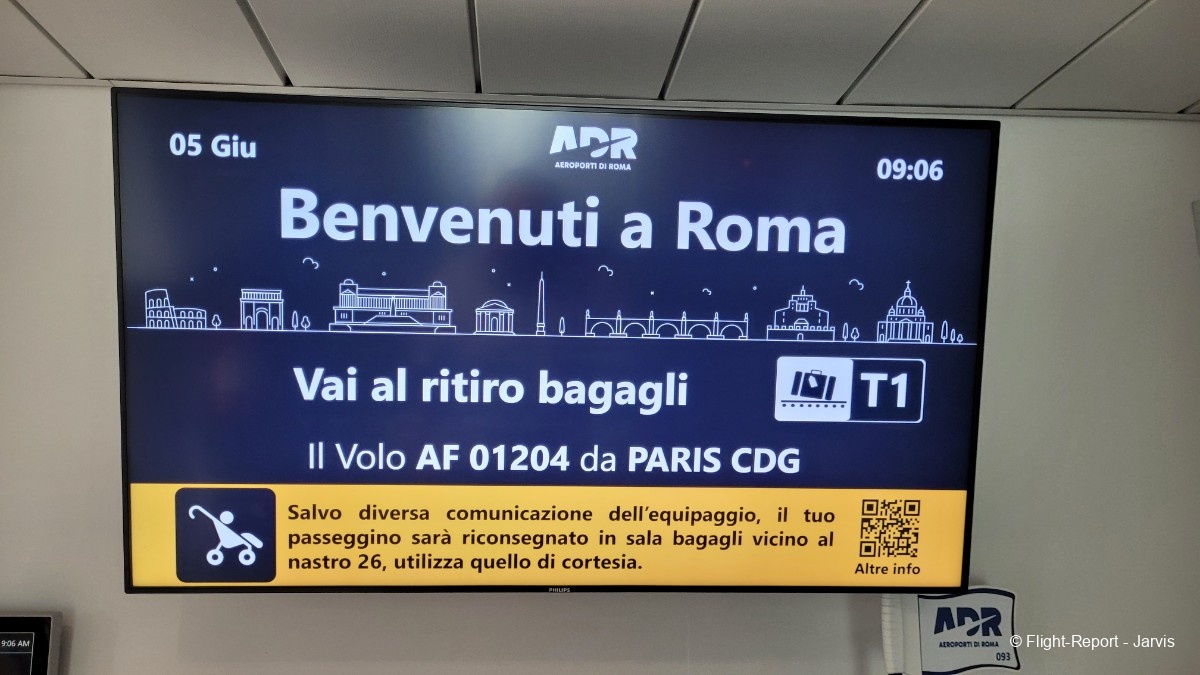 05 Giu
ADR
AEROPORTI DI ROMA
09:06
Benvenuti a Roma
Vai al ritiro bagagli
T1
Il Volo AF 01204 da PARIS CDG
Salvo diversa comunicazione dell'equipaggio, il tuo
passeggino sarà riconsegnato in sala bagagli vicino al
nastro 26, utilizza quello di cortesia.
Altre info
PHILIPS
9:06 AM
ADR
AEROPORTI DI ROMA
093
© Flight-Report - Jarvis